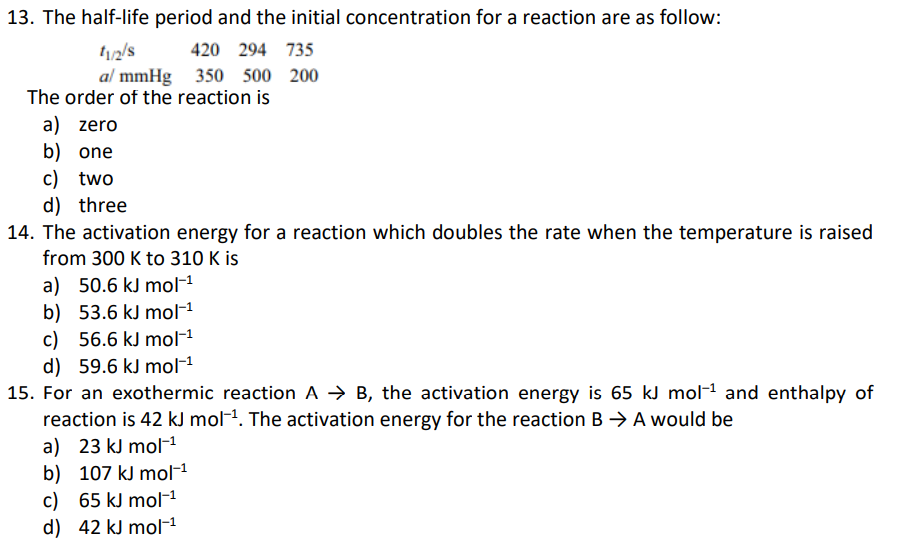 13. The half-life period and the initial concentration for a reaction are as follow:
t1/2/s 420 294 735
a/ mmHg 350 500 200
The order of the reaction is
a) zero
b) one
c) two
d) three
14. The activation energy for a reaction which doubles the rate when the temperature is raised
from 300 K to 310 K is
a) 50.6 kJ mol⁻¹
b) 53.6 kJ mol⁻¹
c) 56.6 kJ mol⁻¹
d) 59.6 kJ mol⁻¹
15. For an exothermic reaction A → B, the activation energy is 65 kJ mol⁻¹ and enthalpy of
reaction is 42 kJ mol⁻¹. The activation energy for the reaction B → A would be
a) 23 kJ mol⁻¹
b) 107 kJ mol⁻¹
c) 65 kJ mol⁻¹
d) 42 kJ mol⁻¹